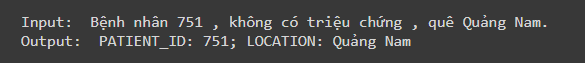 Input:  Bệnh nhân 751 , không có triệu chứng , quê Quảng Nam.
Output:  PATIENT_ID: 751; LOCATION: Quảng Nam